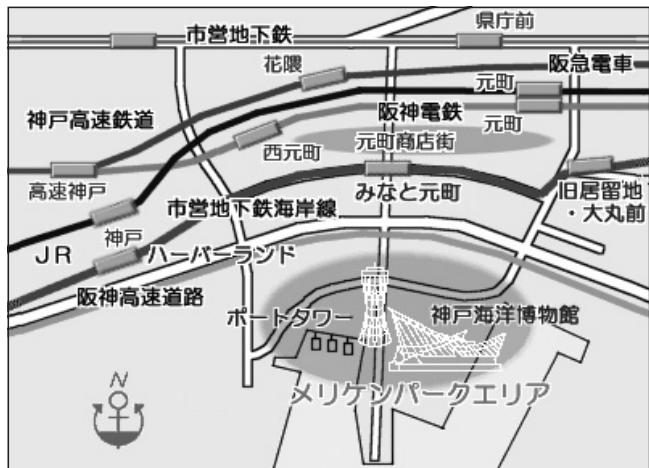 県庁前
市営地下鉄
花隈
阪急電車
元町
神戸高速鉄道
阪神電鉄
元町
元町商店街
西元町
高速神戸
みなと元町
旧居留地
・大丸前
市営地下鉄海岸線
神戸
JR
ハーバーランド
阪神高速道路
ポートタワー
神戸海洋博物館
メリケンパークエリア
N